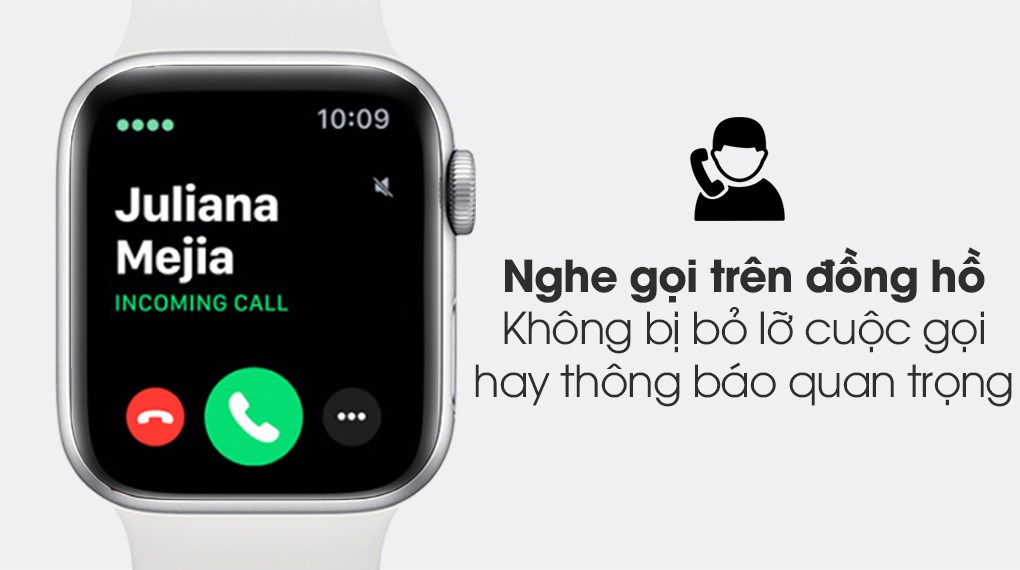 10:09
Juliana
Mejia
INCOMING CALL
Nghe gọi trên đồng hồ
Không bị bỏ lỡ cuộc gọi
hay thông báo quan trọng